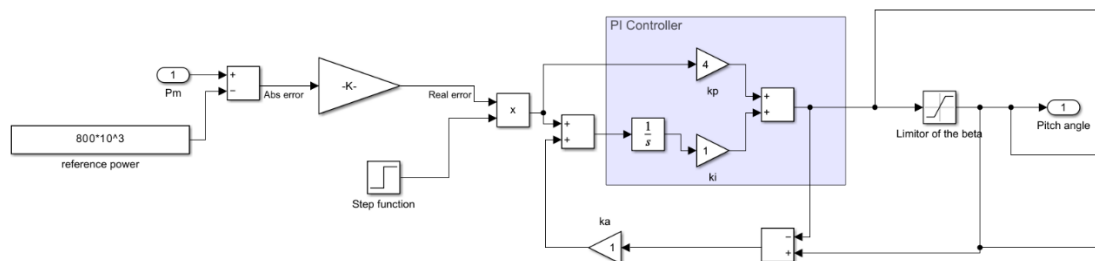 PI Controller
1
Pm
+
−
Abs error
-K-
Real error
x
800*10^3
reference power
Step function
+
+
1
s
4
kp
1
ki
+
+
Limitor of the beta
1
Pitch angle
ka
1
−
+